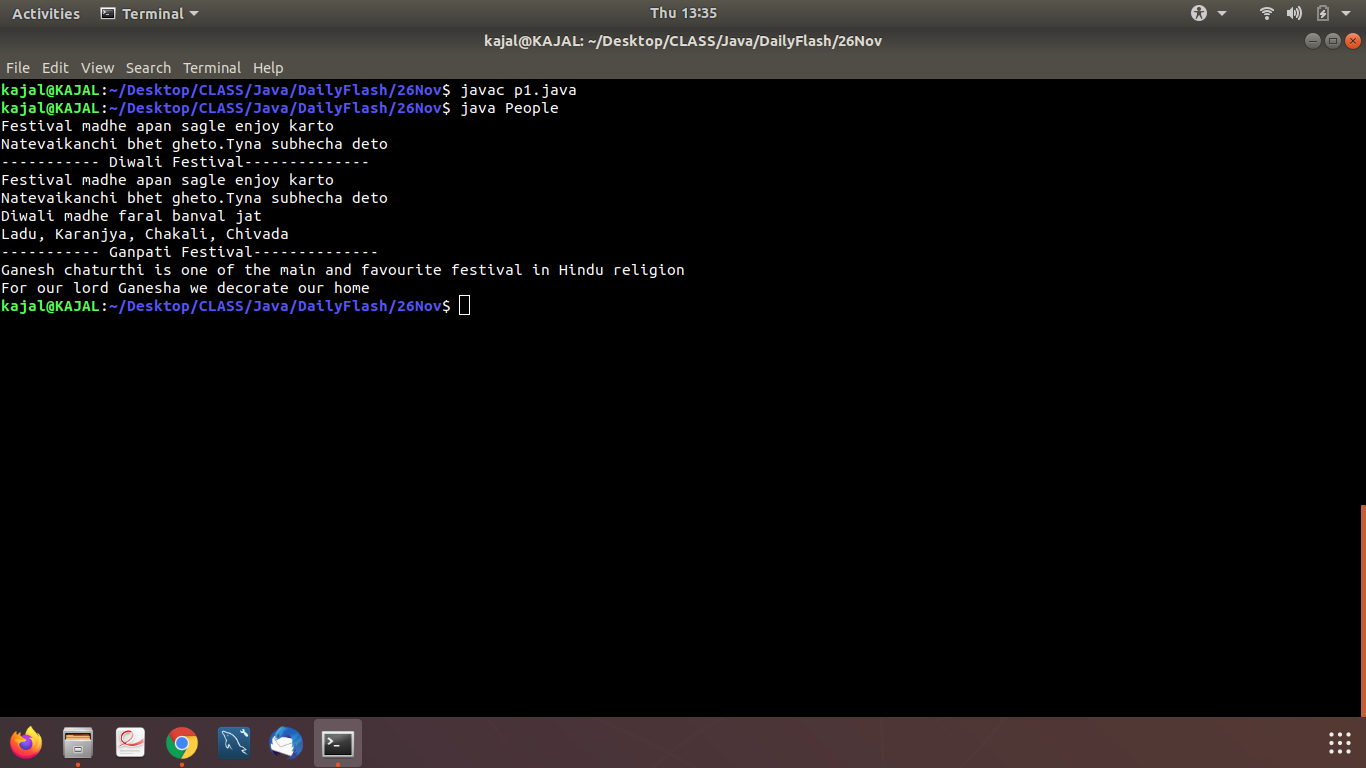 Activities Terminal Thu 13:35
kajal@KAJAL: ~/Desktop/CLASS/Java/DailyFlash/26Nov
File Edit View Search Terminal Help
kajal@KAJAL:~/Desktop/CLASS/Java/DailyFlash/26Nov$ javac p1.java
kajal@KAJAL:~/Desktop/CLASS/Java/DailyFlash/26Nov$ java People
Festival madhe apan sagle enjoy karto
Natevaikanchi bhet gheto.Tyna subhecha deto
----------- Diwali Festival--------------
Festival madhe apan sagle enjoy karto
Natevaikanchi bhet gheto.Tyna subhecha deto
Diwali madhe faral banval jat
Ladu, Karanjya, Chakali, Chivada
----------- Ganpati Festival--------------
Ganesh chaturthi is one of the main and favourite festival in Hindu religion
For our lord Ganesha we decorate our home
kajal@KAJAL:~/Desktop/CLASS/Java/DailyFlash/26Nov$